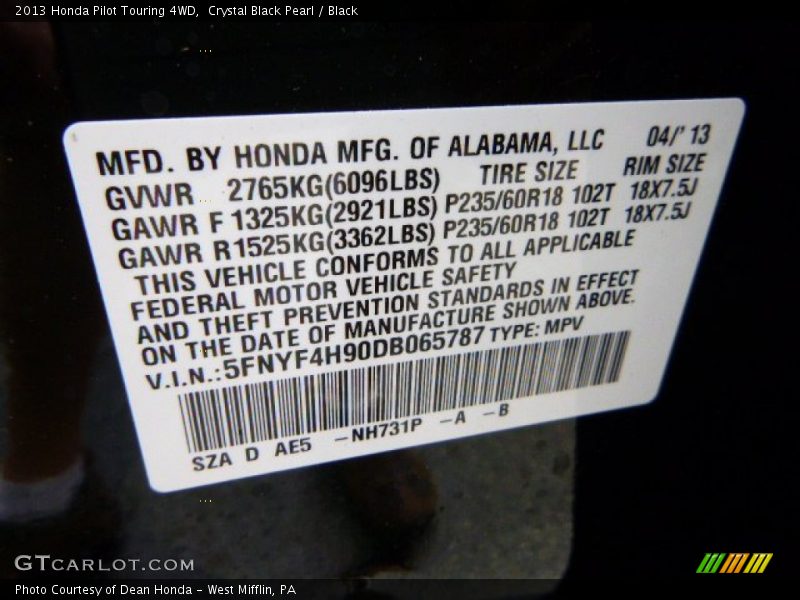 2013 Honda Pilot Touring 4WD,  Crystal Black Pearl / Black
MFD. BY HONDA MFG. OF ALABAMA, LLC 04/'13
GVWR 2765KG(6096LBS) TIRE SIZE RIM SIZE
GAWR F 1325KG(2921LBS) P235/60R18 102T 18X7.5J
GAWR R 1525KG(3362LBS) P235/60R18 102T 18X7.5J
THIS VEHICLE CONFORMS TO ALL APPLICABLE
FEDERAL MOTOR VEHICLE SAFETY
AND THEFT PREVENTION STANDARDS IN EFFECT
ON THE DATE OF MANUFACTURE SHOWN ABOVE.
V.I.N.:5FNYF4H90DB065787 TYPE: MPV
SZA D AE5 -NH731P -A -B
GTCARLOT.COM
Photo Courtesy of Dean Honda - West Mifflin, PA